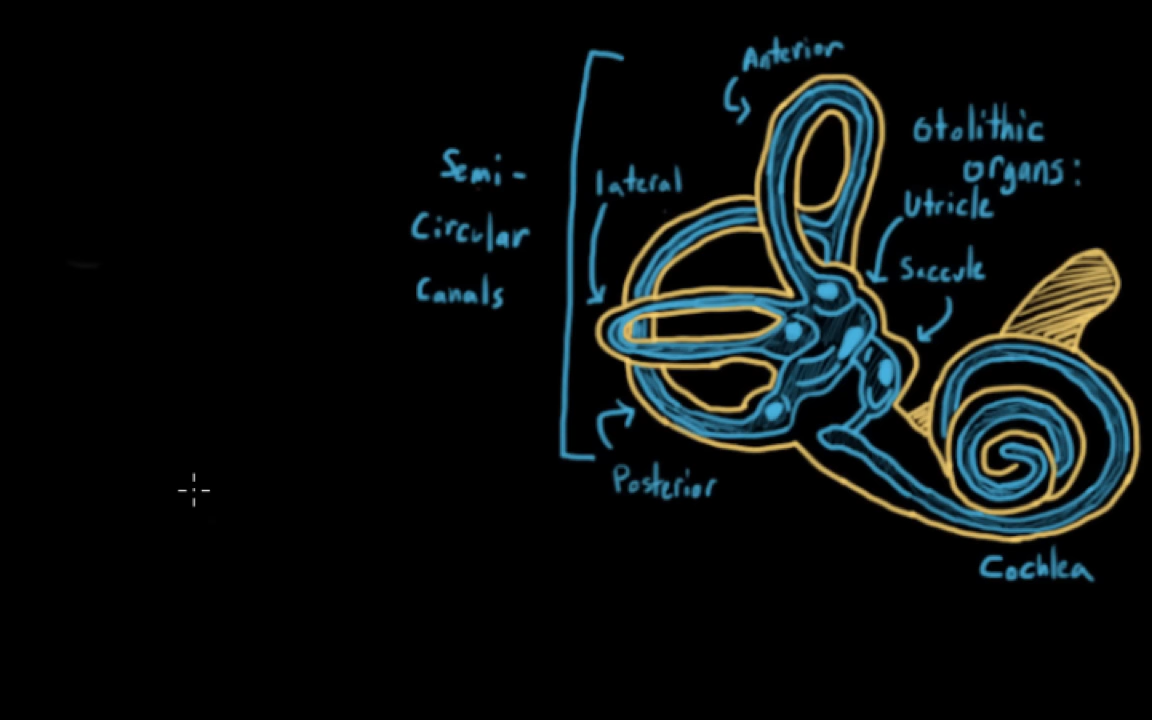 Anterior
Otolithic
organs:
Semi-
lateral
Utricle
Circular
Saccule
Canals
Posterior
Cochlea